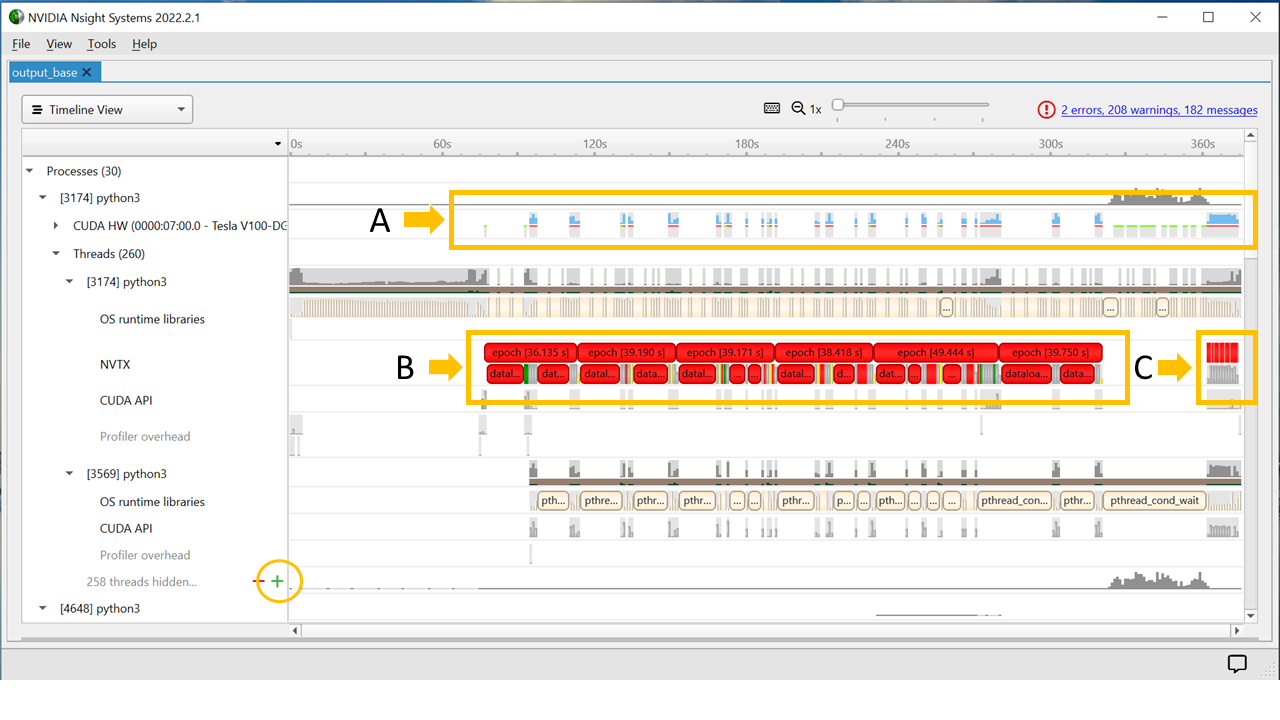 NVIDIA Nsight Systems 2022.2.1
File View Tools Help
output_base
Timeline View
1x
2 errors, 208 warnings, 182 messages
0s 60s 120s 180s 240s 300s 360s
Processes (30)
[3174] python3
A
CUDA HW (0000:07:00.0 - Tesla V100-DG
Threads (260)
[3174] python3
OS runtime libraries
... ... ...
B
C
NVTX
epoch [36.135 s] epoch [39.190 s] epoch [39.171 s] epoch [38.418 s] epoch [49.444 s] epoch [39.750 s]
datal... dat... datal... data... datal... ... ... datal... d... dat... ... ... dataloa... data...
CUDA API
Profiler overhead
[3569] python3
OS runtime libraries
pth... pthre... pthr... pthr... ... ... pthr... p... ... pth... ... ... ... pthread_con... pthr... pthread_cond_wait
CUDA API
Profiler overhead
258 threads hidden...
[4648] python3